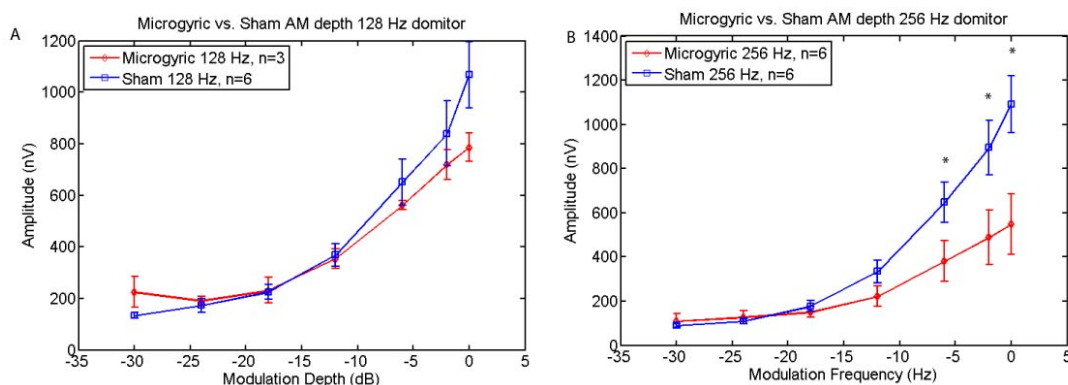 A
Microgyric vs. Sham AM depth 128 Hz domitor
Microgyric 128 Hz, n=3
Sham 128 Hz, n=6
Amplitude (nV)
1200
1000
800
600
400
200
0
-35 -30 -25 -20 -15 -10 -5 0 5
Modulation Depth (dB)
B
Microgyric vs. Sham AM depth 256 Hz domitor
Microgyric 256 Hz, n=6
Sham 256 Hz, n=6
* * *
Amplitude (nV)
1400
1200
1000
800
600
400
200
0
-35 -30 -25 -20 -15 -10 -5 0 5
Modulation Frequency (Hz)